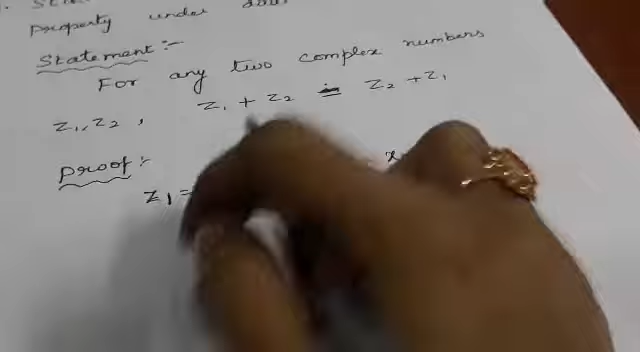 Property under
Statement :-
For any two complex numbers
z₁, z₂, z₁ + z₂ = z₂ + z₁
Proof :-
z₁ =